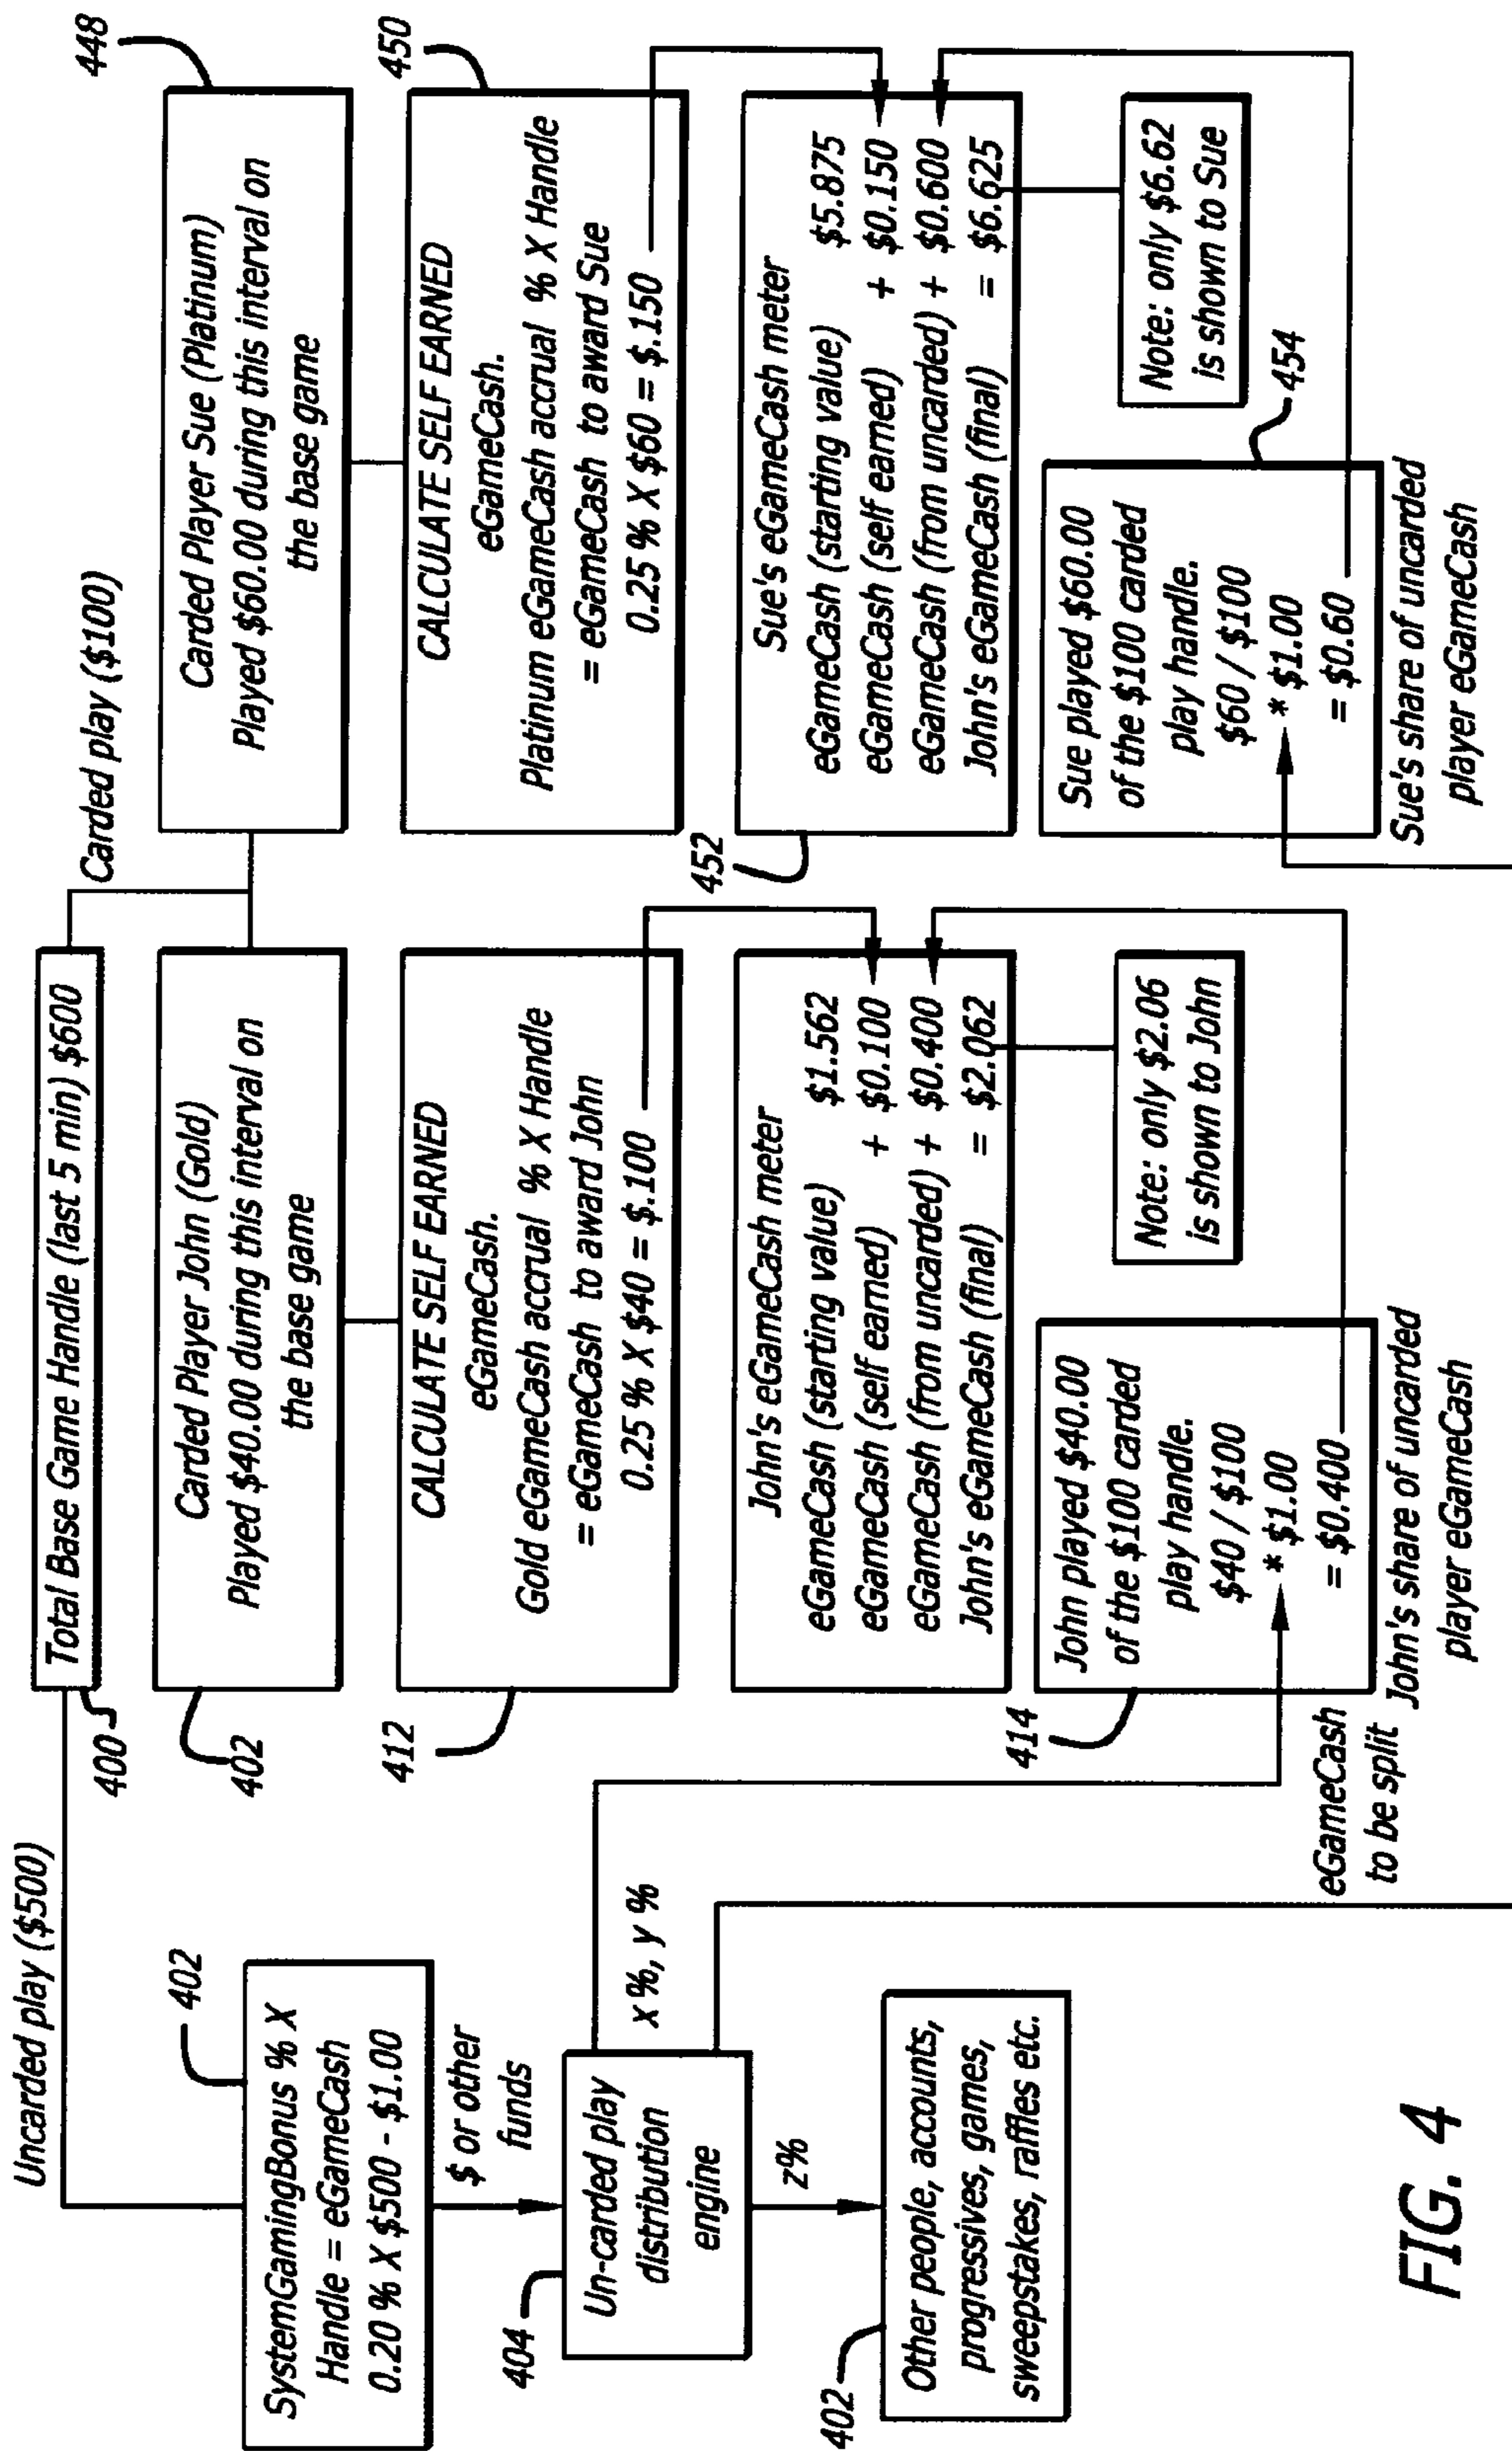 Uncarded play ($500)
Total Base Game Handle (last 5 min) $600
400
Carded play ($100)
402
SystemGamingBonus % X
Handle = eGameCash
0.20 % X $500 - $1.00
$ or other
funds
404
Un-carded play
distribution
engine
x%, y %
z%
402
Other people, accounts,
progressives, games,
sweepstakes, raffles etc.
402
Carded Player John (Gold)
Played $40.00 during this interval on
the base game
412
CALCULATE SELF EARNED
eGameCash.
Gold eGameCash accrual % X Handle
= eGameCash to award John
0.25 % X $40 = $.100
John's eGameCash meter
eGameCash (starting value) $1.562
eGameCash (self earned) + $0.100
eGameCash (from uncarded) + $0.400
John's eGameCash (final) = $2.062
Note: only $2.06
is shown to John
414
John played $40.00
of the $100 carded
play handle.
$40 / $100
* $1.00
= $0.400
eGameCash
to be split
John's share of uncarded
player eGameCash
448
Carded Player Sue (Platinum)
Played $60.00 during this interval on
the base game
450
CALCULATE SELF EARNED
eGameCash.
Platinum eGameCash accrual % X Handle
= eGameCash to award Sue
0.25 % X $60 = $.150
452
Sue's eGameCash meter
eGameCash (starting value) $5.875
eGameCash (self earned) + $0.150
eGameCash (from uncarded) + $0.600
John's eGameCash (final) = $6.625
Note: only $6.62
is shown to Sue
454
Sue played $60.00
of the $100 carded
play handle.
$60 / $100
* $1.00
= $0.60
Sue's share of uncarded
player eGameCash
FIG. 4